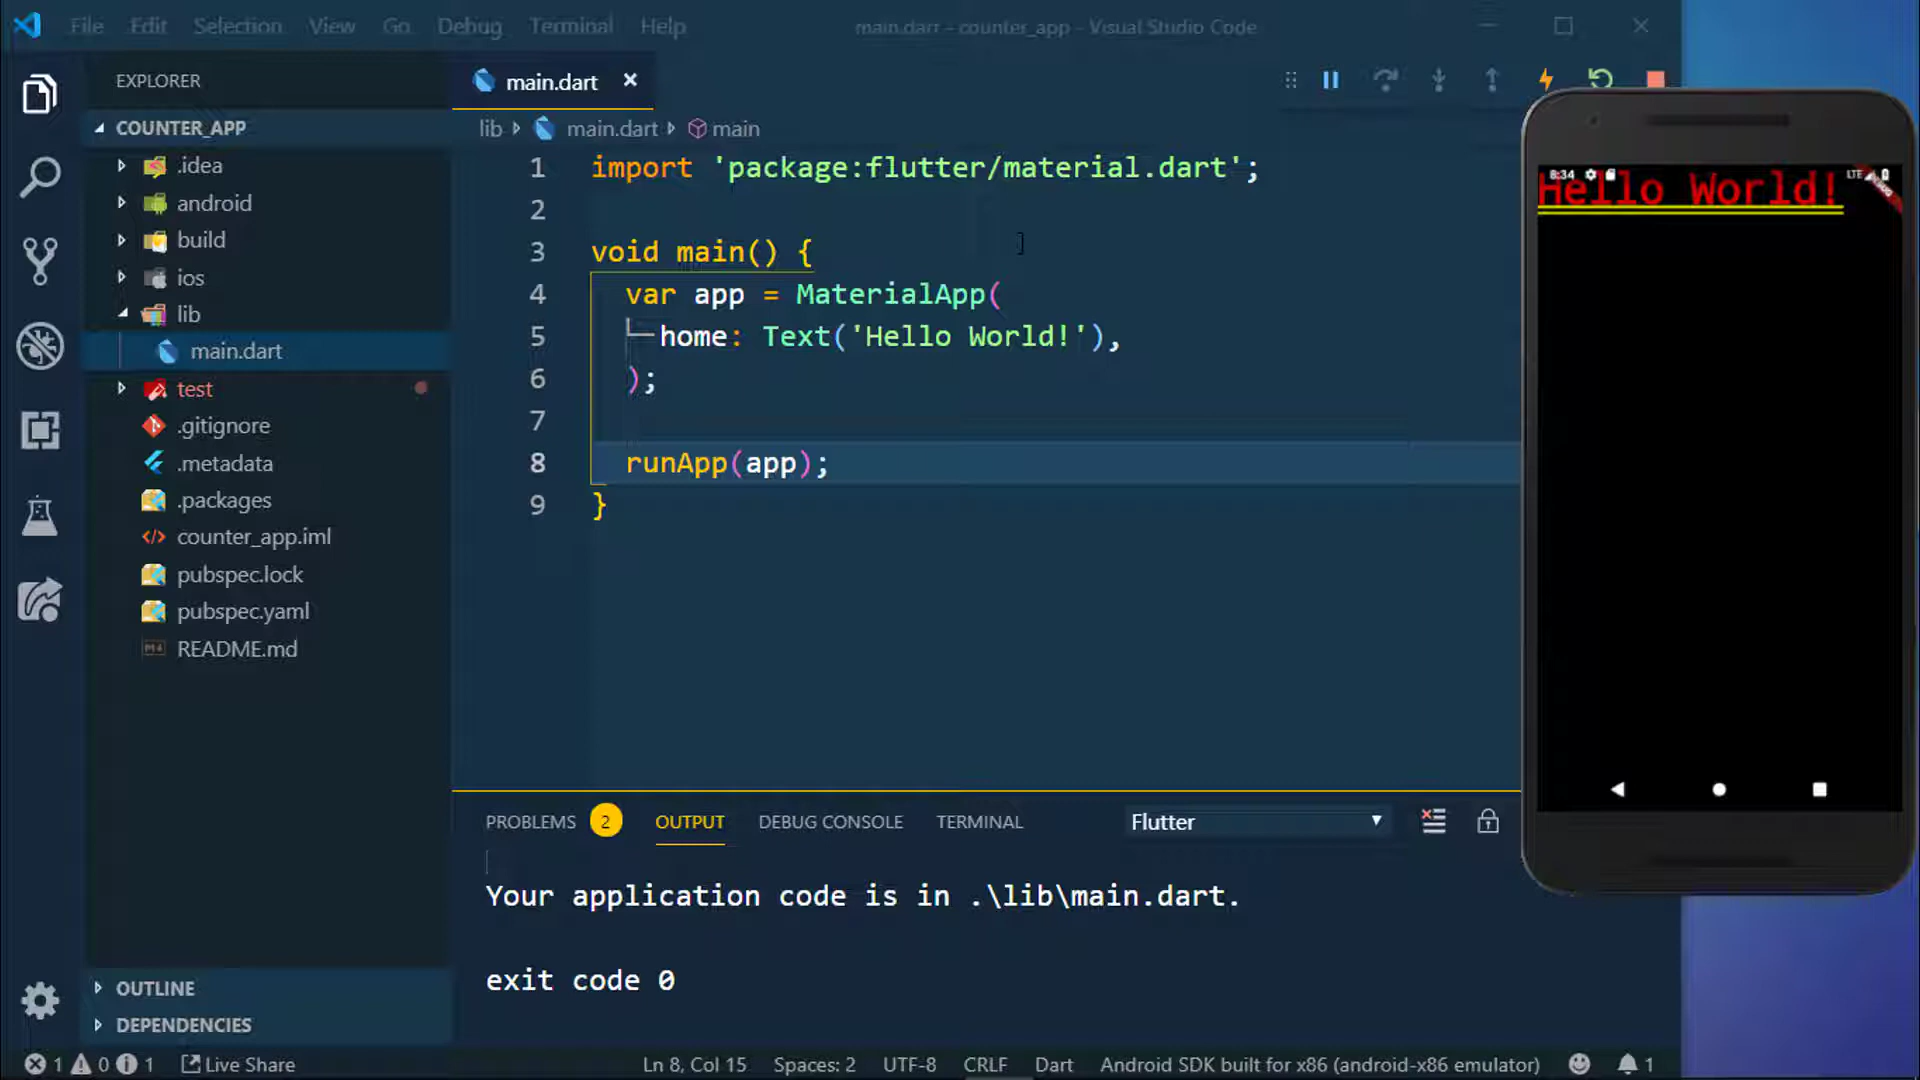 File Edit Selection View Go Debug Terminal Help
main.dart - counter_app - Visual Studio Code
EXPLORER
main.dart
COUNTER_APP
.idea
android
build
ios
lib
main.dart
test
.gitignore
.metadata
.packages
counter_app.iml
pubspec.lock
pubspec.yaml
README.md
OUTLINE
DEPENDENCIES
lib main.dart main
1 import 'package:flutter/material.dart';
2
3 void main() {
4 var app = MaterialApp(
5 home: Text('Hello World!'),
6 );
7
8 runApp(app);
9 }
PROBLEMS 2 OUTPUT DEBUG CONSOLE TERMINAL Flutter
Your application code is in .\lib\main.dart.
exit code 0
8:34 LTE
Hello World!
DEBUG
1 0 1 Live Share Ln 8, Col 15 Spaces: 2 UTF-8 CRLF Dart Android SDK built for x86 (android-x86 emulator) 1